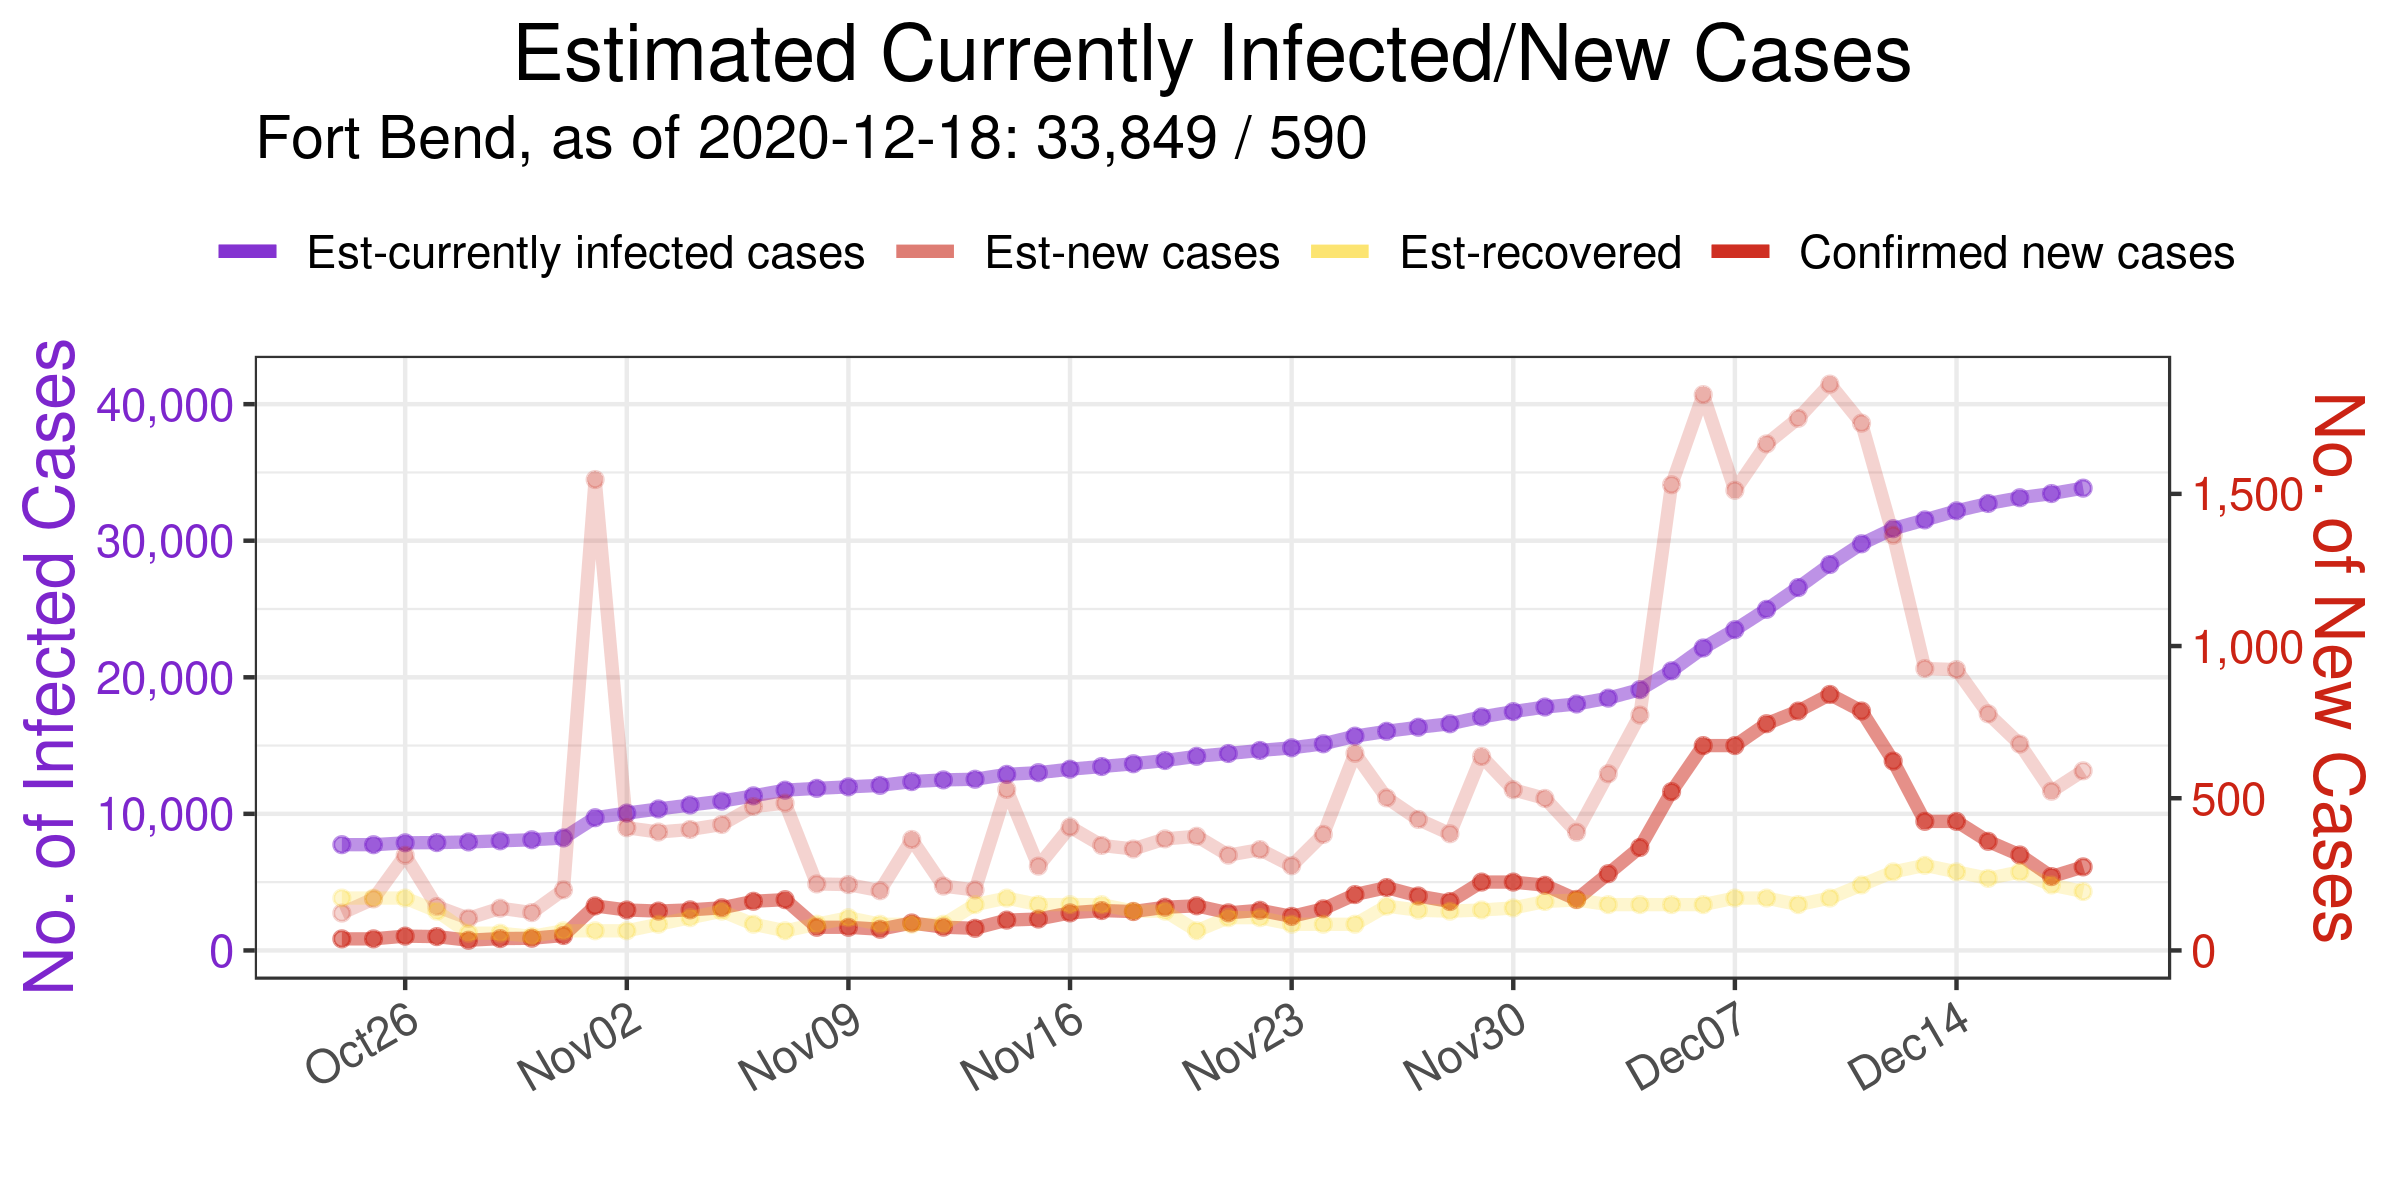 Estimated Currently Infected/New Cases
Fort Bend, as of 2020-12-18: 33,849 / 590
Est-currently infected cases Est-new cases Est-recovered Confirmed new cases
No. of Infected Cases
40,000
30,000
20,000
10,000
0
No. of New Cases
1,500
1,000
500
0
Oct26 Nov02 Nov09 Nov16 Nov23 Nov30 Dec07 Dec14